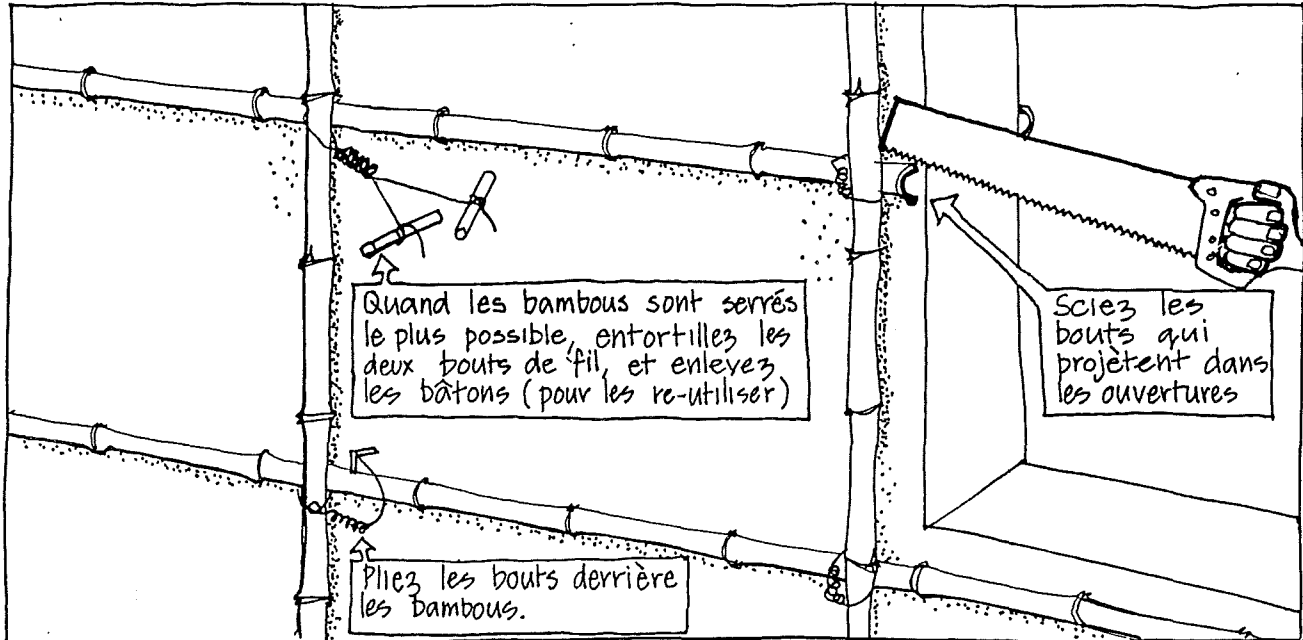 Quand les bambous sont serrés
le plus possible, entortillez les
deux bouts de fil, et enlevez
les bâtons (pour les re-utiliser)
Sciez les
bouts qui
projètent dans
les ouvertures
Pliez les bouts derrière
les bambous.